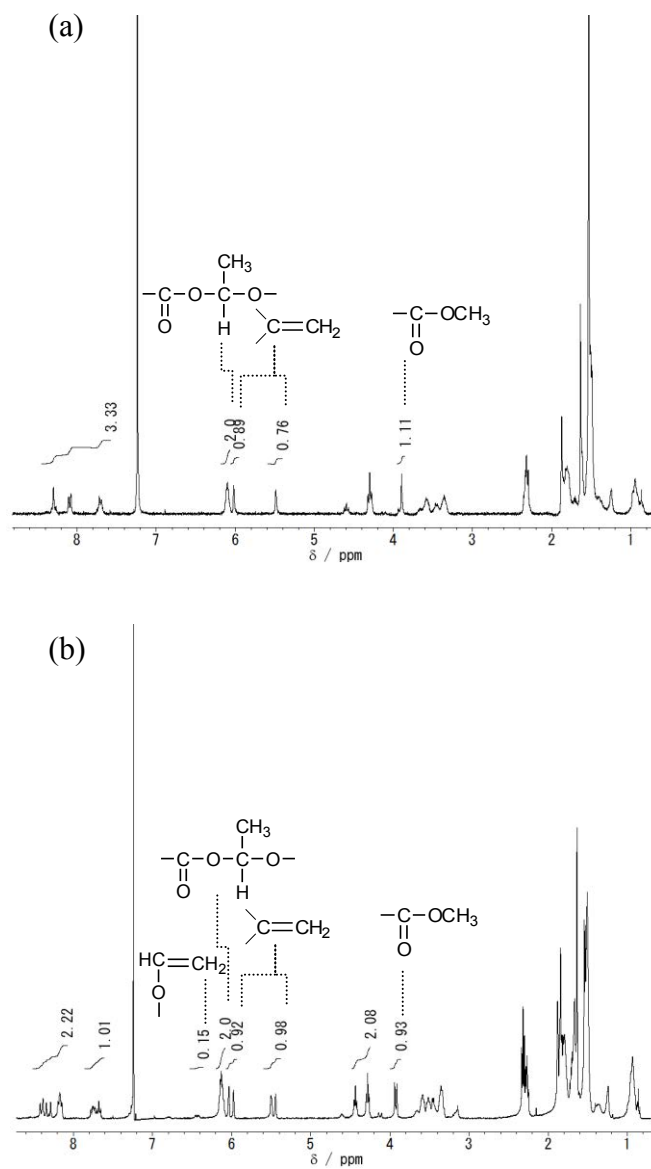 (a)
CH₃
— C — O — C — O —
O
H
C=CH₂
— C — OCH₃
O
3.33
2.0
0.89
0.76
1.11
8
7
6
5
4
3
2
1
δ / ppm
(b)
CH₃
— C — O — C — O —
O
H
C=CH₂
HC=CH₂
O
— C — OCH₃
O
2.22
1.01
0.15
2.0
0.92
0.98
2.08
0.93
8
7
6
5
4
3
2
1
δ / ppm